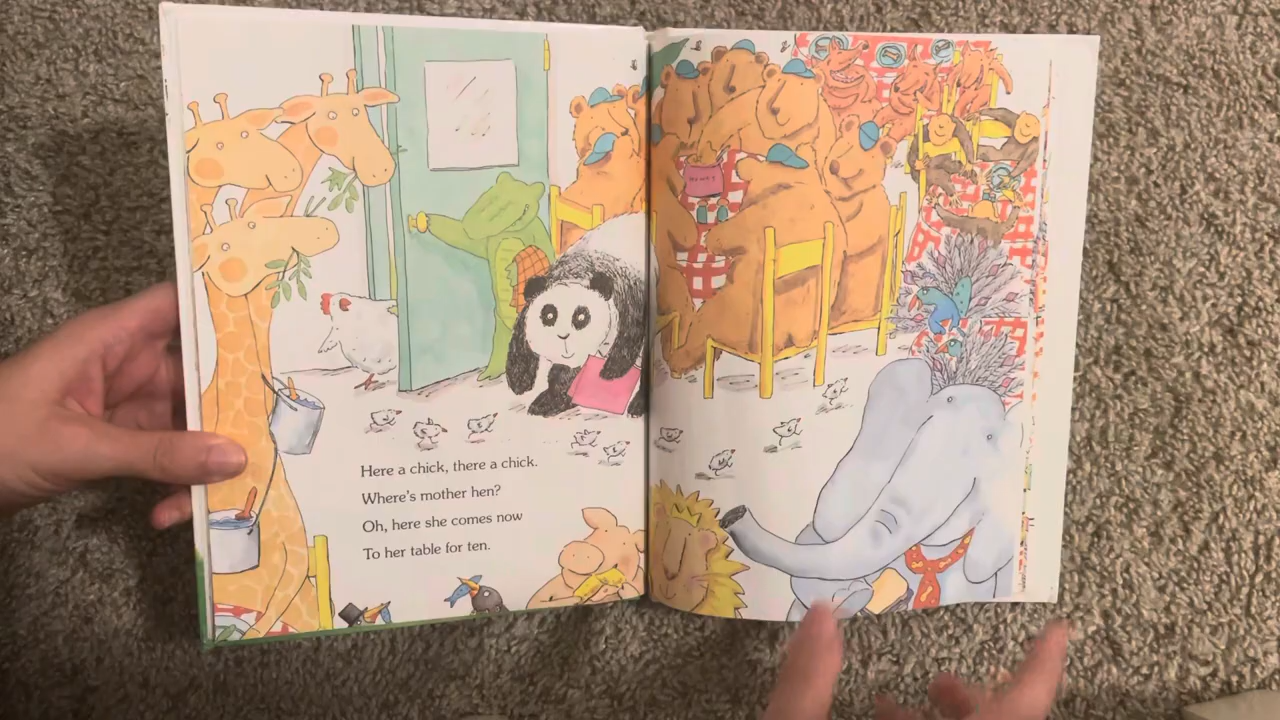 Here a chick, there a chick.
Where's mother hen?
Oh, here she comes now
To her table for ten.